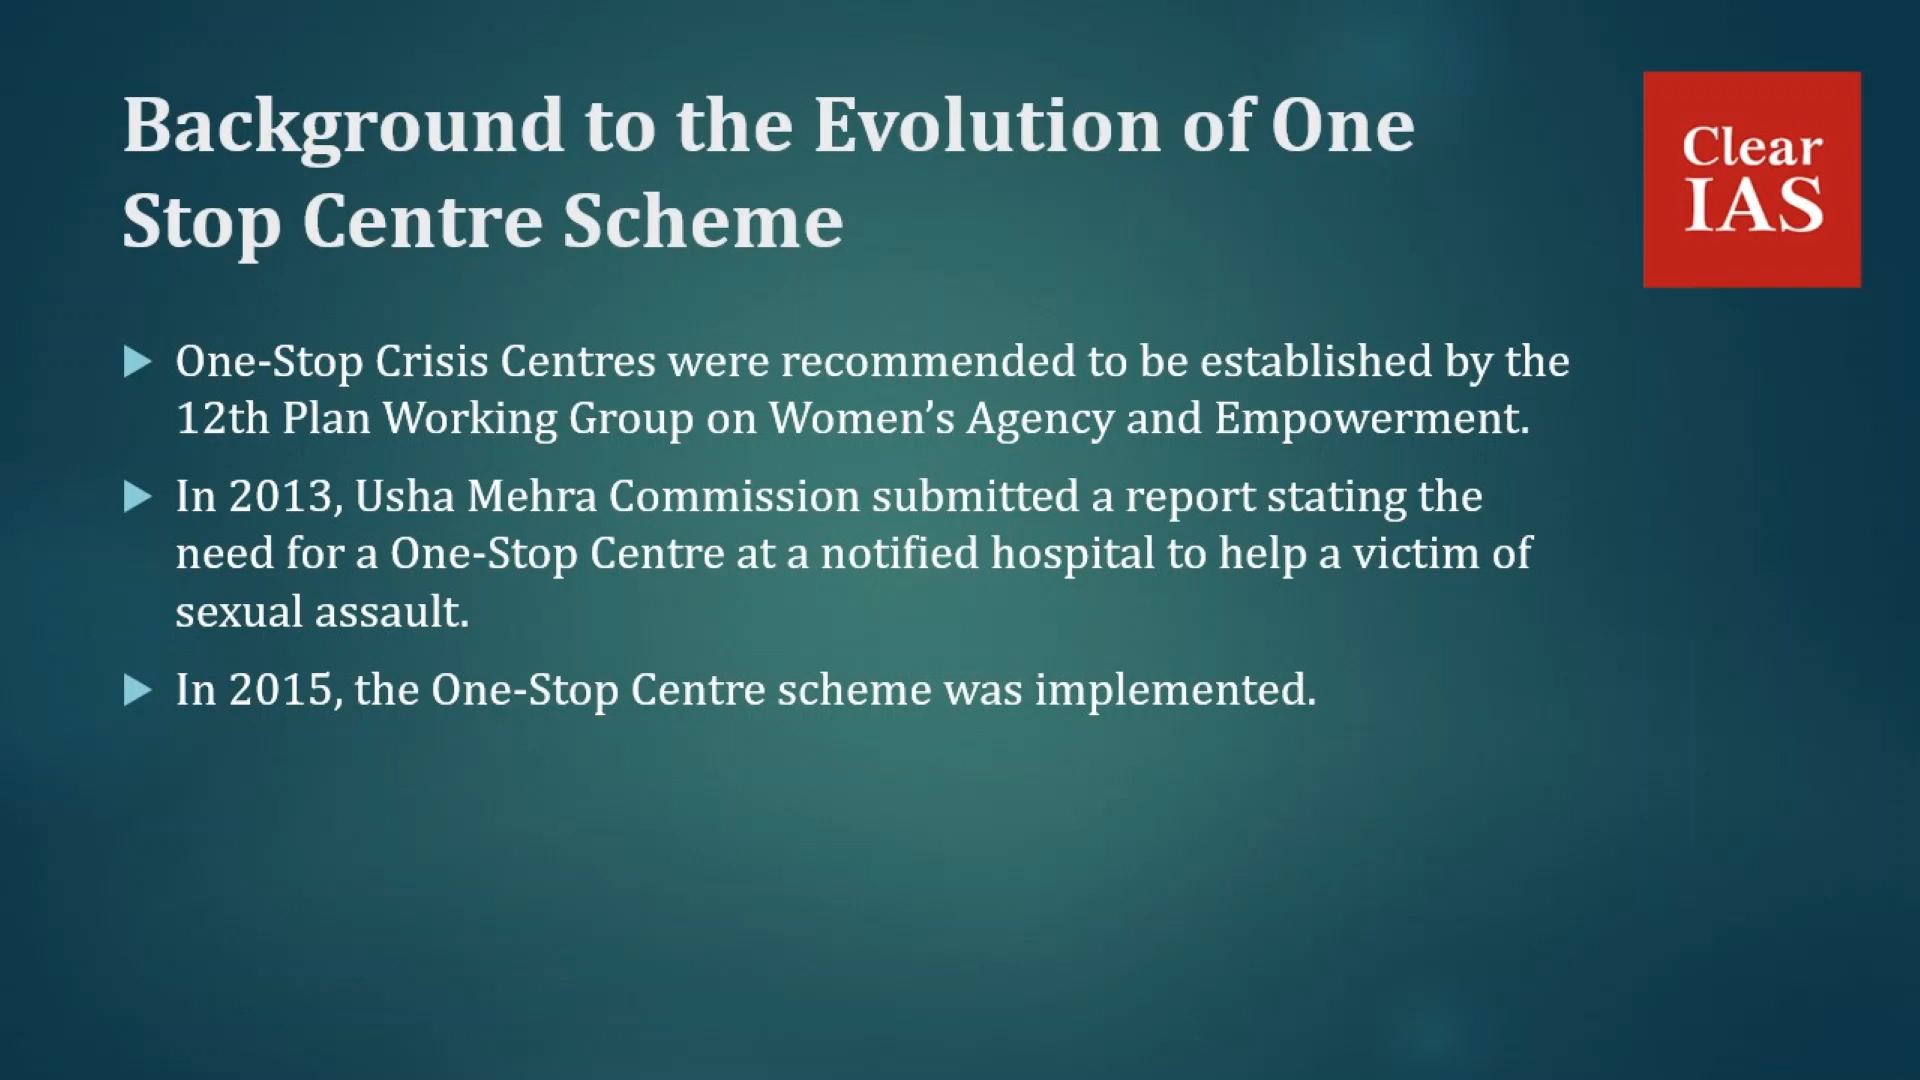 Background to the Evolution of One
Stop Centre Scheme
Clear
IAS
One-Stop Crisis Centres were recommended to be established by the
12th Plan Working Group on Women’s Agency and Empowerment.
In 2013, Usha Mehra Commission submitted a report stating the
need for a One-Stop Centre at a notified hospital to help a victim of
sexual assault.
In 2015, the One-Stop Centre scheme was implemented.